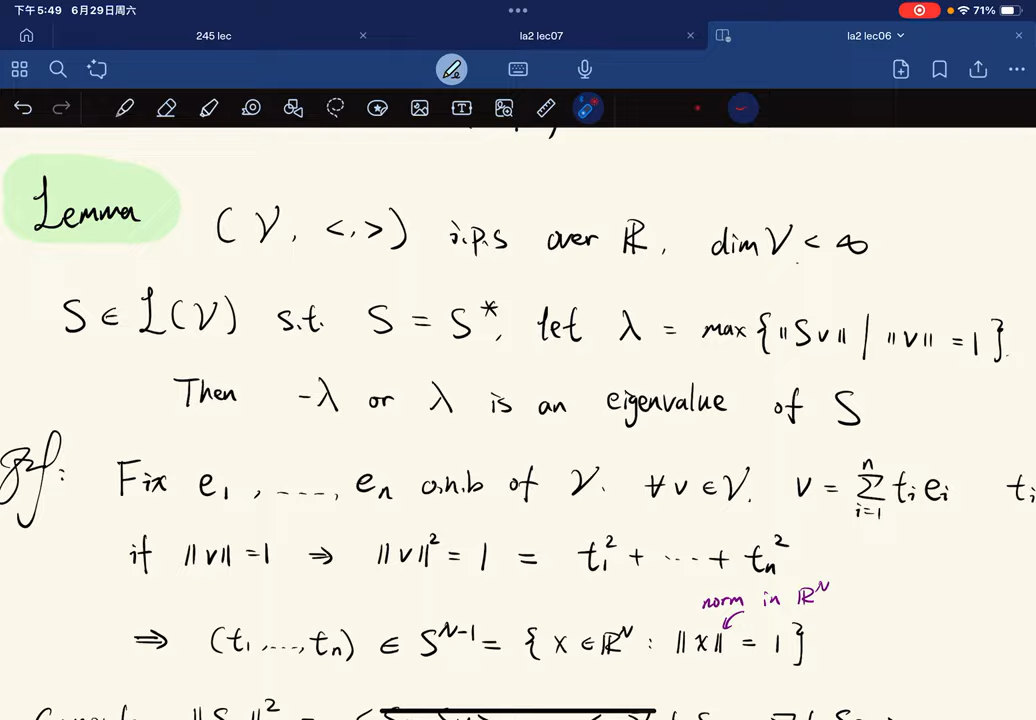 下午5:49 6月29日周六
71%
245 lec
la2 lec07
la2 lec06
Lemma (V, <,>) i.p.s over ℝ, dim V < ∞
S ∈ ℒ(V) s.t. S = S*, let λ = max{‖Sv‖ | ‖v‖ = 1}.
Then -λ or λ is an eigenvalue of S
pf: Fix e₁, ..., eₙ o.n.b of V. ∀v ∈ V. v = ∑ᵢ₌₁ⁿ tᵢeᵢ tᵢ
if ‖v‖ = 1 ⇒ ‖v‖² = 1 = t₁² + ... + tₙ²
norm in ℝᴺ
⇒ (t₁, ..., tₙ) ∈ Sᴺ⁻¹ = { x ∈ ℝᴺ : ‖x‖ = 1 }